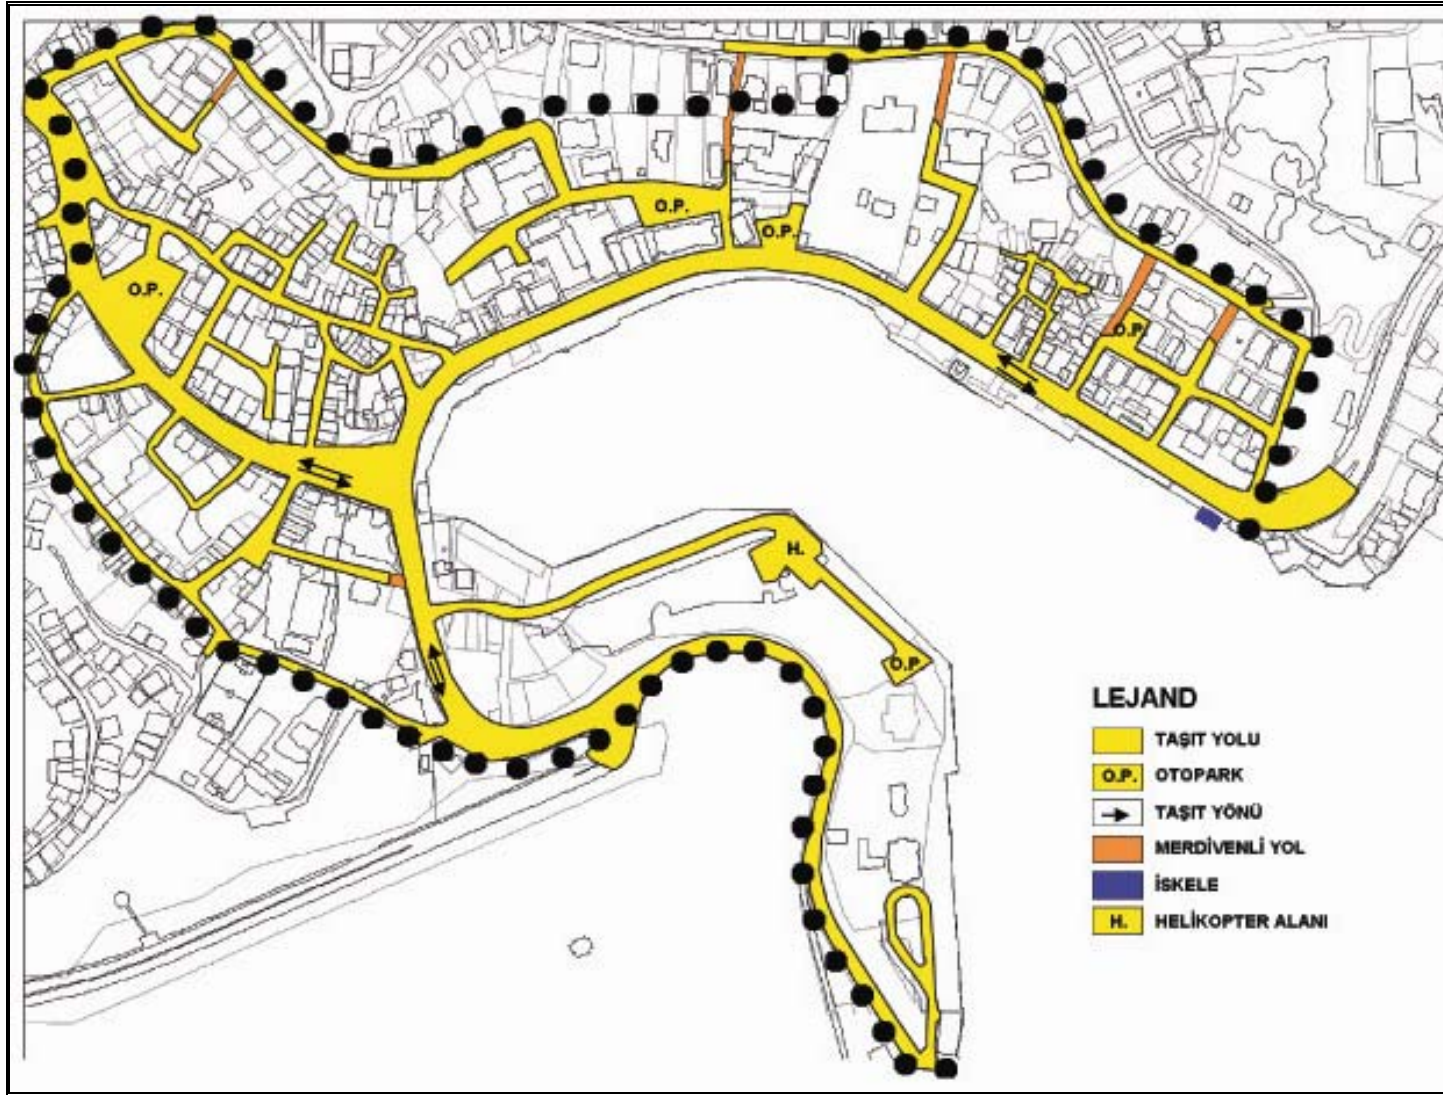 O.P.
O.P.
O.P.
O.P.
H.
O.P.
LEJAND
TAŞIT YOLU
O.P. OTOPARK
TAŞIT YÖNÜ
MERDİVENLİ YOL
İSKELE
H. HELİKOPTER ALANI